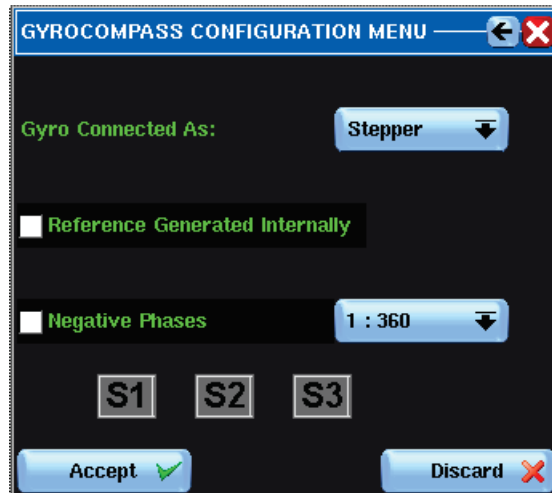 GYROCOMPASS CONFIGURATION MENU
Gyro Connected As: Stepper
Reference Generated Internally
Negative Phases 1 : 360
S1 S2 S3
Accept Discard